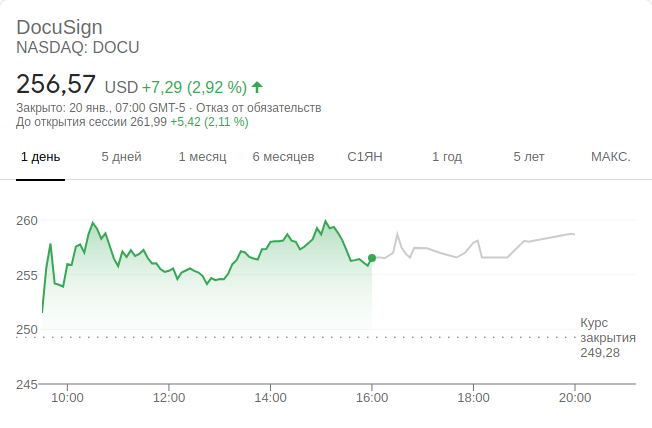 DocuSign
NASDAQ: DOCU
256,57 USD +7,29 (2,92 %)
Закрыто: 20 янв., 07:00 GMT-5 · Отказ от обязательств
До открытия сессии 261,99 +5,42 (2,11 %)
1 день 5 дней 1 месяц 6 месяцев С1ЯН 1 год 5 лет МАКС.
260
255
250
Курс
закрытия
249,28
245
10:00 12:00 14:00 16:00 18:00 20:00